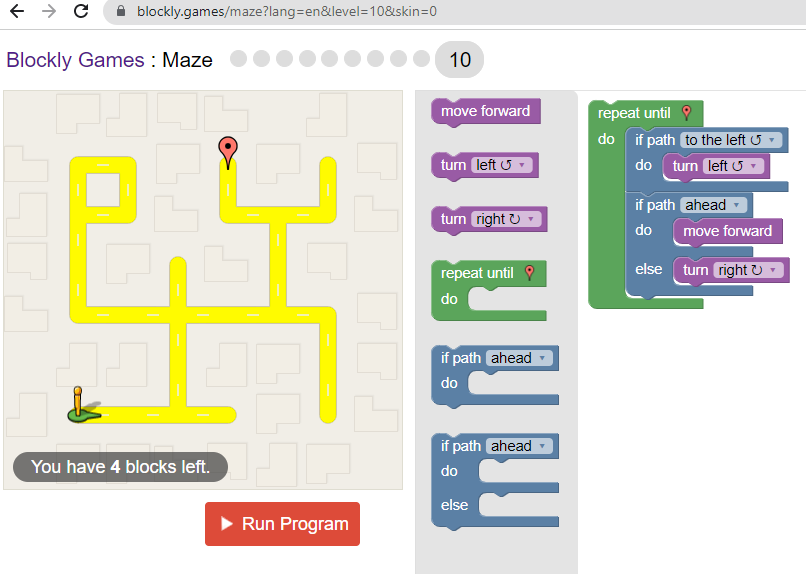 blockly.games/maze?lang=en&level=10&skin=0
Blockly Games : Maze 10
You have 4 blocks left.
Run Program
move forward
turn left ↺ ▾
turn right ↻ ▾
repeat until
do
if path ahead ▾
do
if path ahead ▾
do
else
repeat until
do
if path to the left ↺ ▾
do
turn left ↺ ▾
if path ahead ▾
do
move forward
else
turn right ↻ ▾